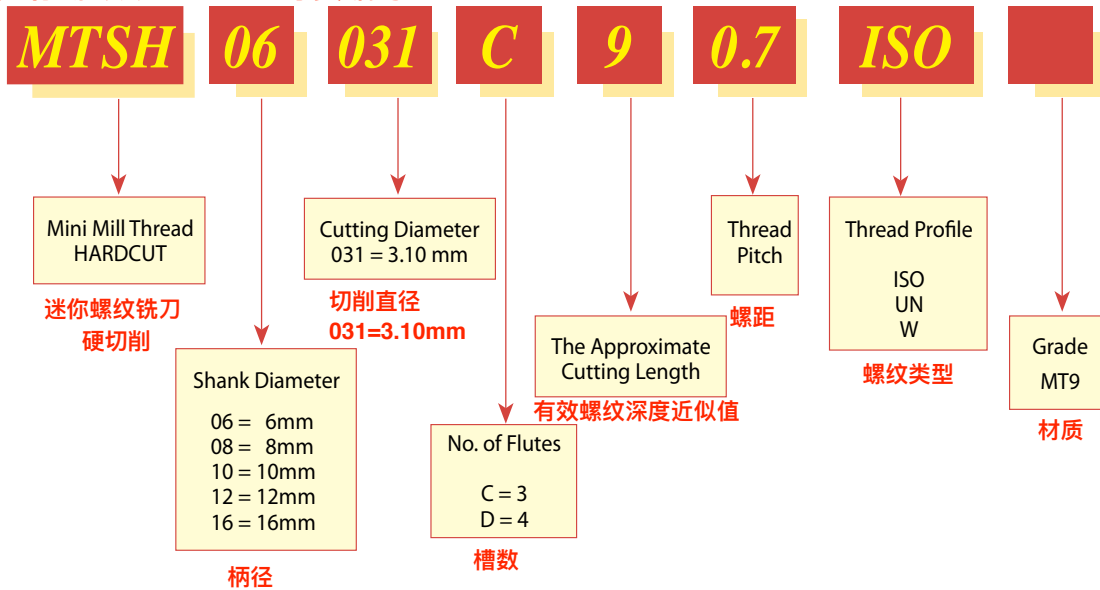 MTSH 06 031 C 9 0.7 ISO
Mini Mill Thread
HARDCUT
迷你螺纹铣刀
硬切削
Shank Diameter
06 = 6mm
08 = 8mm
10 = 10mm
12 = 12mm
16 = 16mm
柄径
Cutting Diameter
031 = 3.10 mm
切削直径
031=3.10mm
No. of Flutes
C = 3
D = 4
槽数
The Approximate
Cutting Length
有效螺纹深度近似值
Thread
Pitch
螺距
Thread Profile
ISO
UN
W
螺纹类型
Grade
MT9
材质